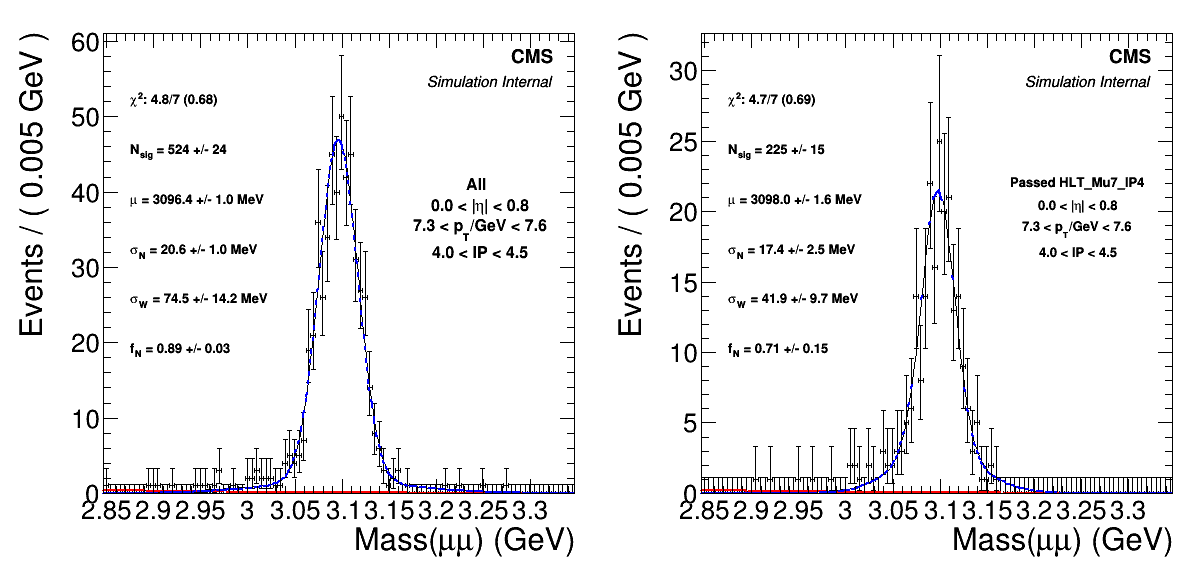 Events / ( 0.005 GeV )
60
50
40
30
20
10
0
CMS
Simulation Internal
χ²: 4.8/7 (0.68)
N_sig = 524 +/- 24
μ = 3096.4 +/- 1.0 MeV
σ_N = 20.6 +/- 1.0 MeV
σ_W = 74.5 +/- 14.2 MeV
f_N = 0.89 +/- 0.03
All
0.0 < |η| < 0.8
7.3 < p_T/GeV < 7.6
4.0 < IP < 4.5
2.85 2.9 2.95 3 3.05 3.1 3.15 3.2 3.25 3.3
Mass(μμ) (GeV)
Events / ( 0.005 GeV )
30
25
20
15
10
5
0
CMS
Simulation Internal
χ²: 4.7/7 (0.69)
N_sig = 225 +/- 15
μ = 3098.0 +/- 1.6 MeV
σ_N = 17.4 +/- 2.5 MeV
σ_W = 41.9 +/- 9.7 MeV
f_N = 0.71 +/- 0.15
Passed HLT_Mu7_IP4
0.0 < |η| < 0.8
7.3 < p_T/GeV < 7.6
4.0 < IP < 4.5
2.85 2.9 2.95 3 3.05 3.1 3.15 3.2 3.25 3.3
Mass(μμ) (GeV)